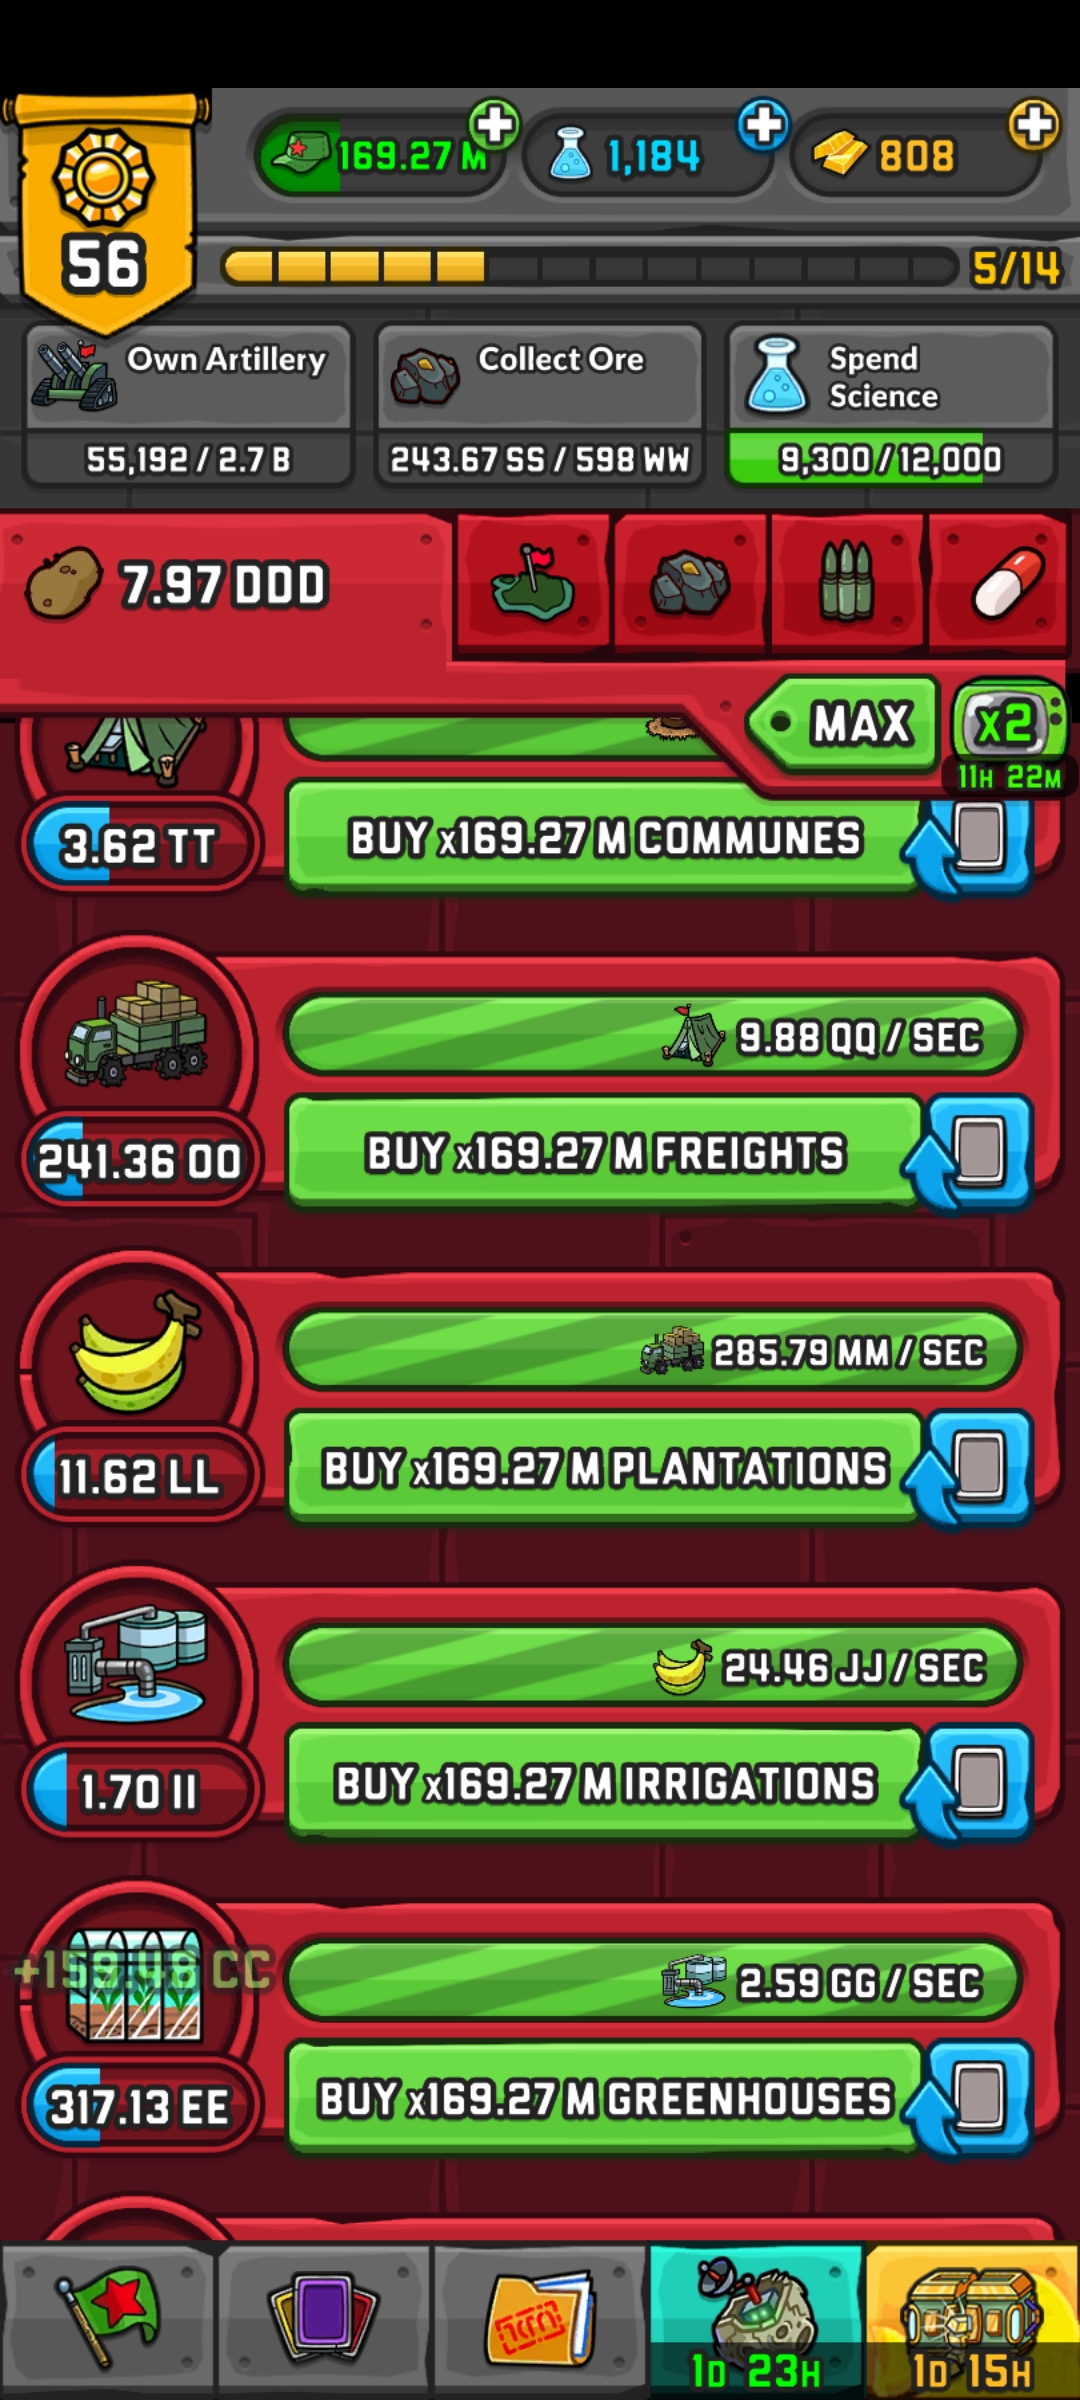 56
169.27 M
1,184
808
5/14
Own Artillery
55,192 / 2.7 B
Collect Ore
243.67 SS / 598 WW
Spend
Science
9,300 / 12,000
7.97 DDD
MAX
X2
11H 22M
3.62 TT
BUY x169.27 M COMMUNES
9.88 QQ / SEC
241.36 OO
BUY x169.27 M FREIGHTS
285.79 MM / SEC
11.62 LL
BUY x169.27 M PLANTATIONS
24.46 JJ / SEC
1.70 II
BUY x169.27 M IRRIGATIONS
+159.48 CC
2.59 GG / SEC
317.13 EE
BUY x169.27 M GREENHOUSES
1D 23H
1D 15H